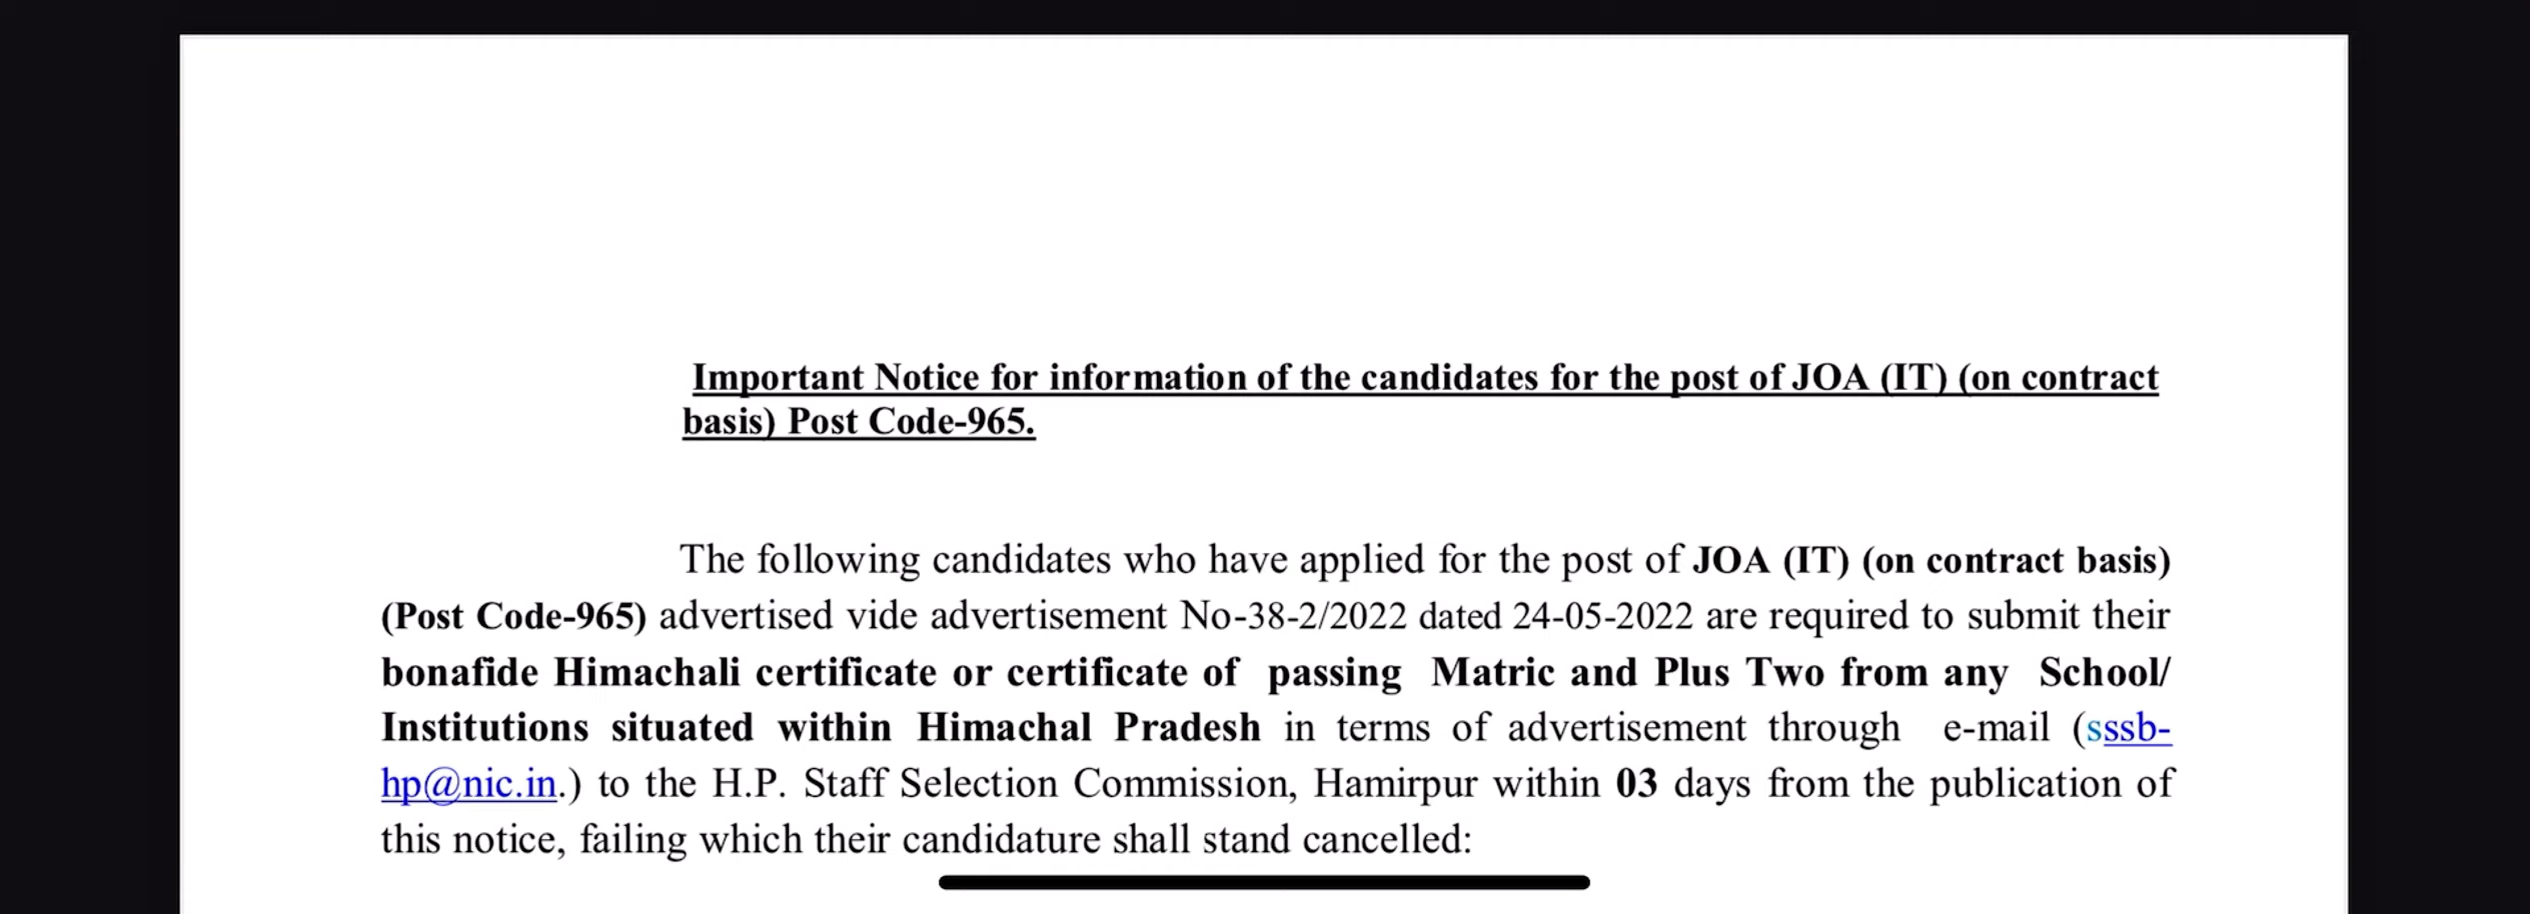 Important Notice for information of the candidates for the post of JOA (IT) (on contract
basis) Post Code-965.
The following candidates who have applied for the post of JOA (IT) (on contract basis)
(Post Code-965) advertised vide advertisement No-38-2/2022 dated 24-05-2022 are required to submit their
bonafide Himachali certificate or certificate of passing Matric and Plus Two from any School/
Institutions situated within Himachal Pradesh in terms of advertisement through e-mail (sssb-
hp@nic.in.) to the H.P. Staff Selection Commission, Hamirpur within 03 days from the publication of
this notice, failing which their candidature shall stand cancelled: